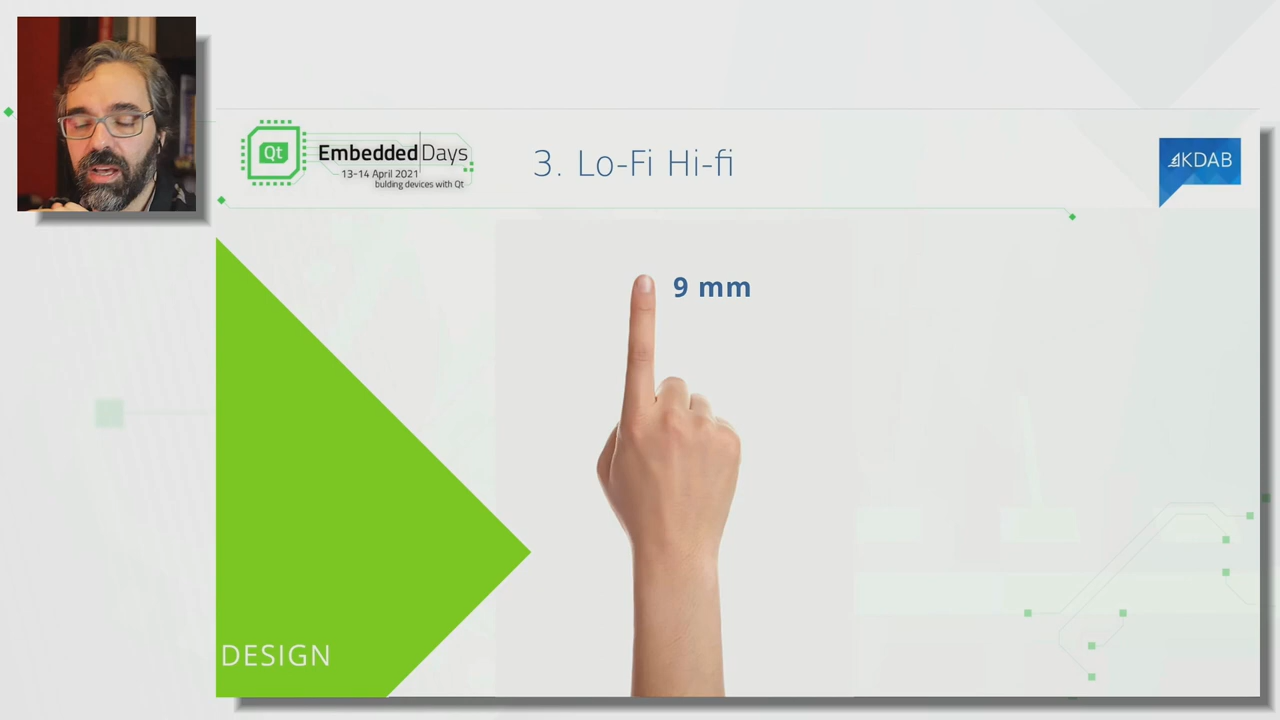 Qt
Embedded Days
13-14 April 2021
bulding devices with Qt
3. Lo-Fi Hi-fi
KDAB
9 mm
DESIGN